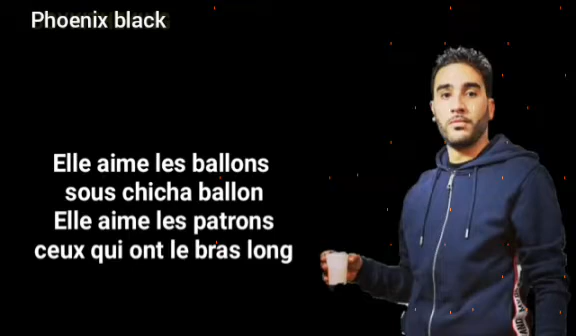 Phoenix black
Elle aime les ballons
sous chicha ballon
Elle aime les patrons
ceux qui ont le bras long